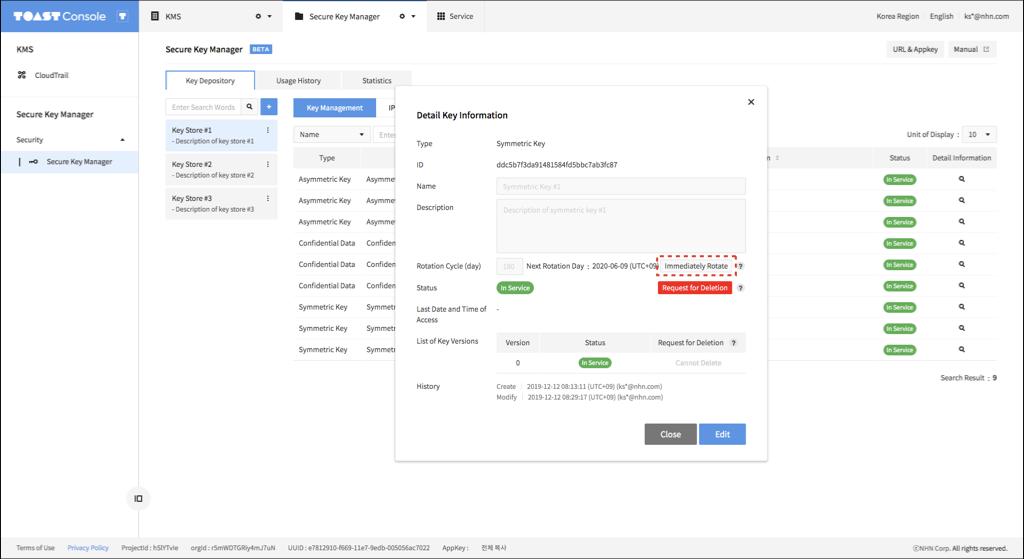 TOAST Console
KMS
Secure Key Manager
Service
Korea Region
English
ks*@nhn.com
KMS
CloudTrail
Secure Key Manager
Security
Secure Key Manager
Secure Key Manager BETA
URL & Appkey
Manual
Key Depository
Usage History
Statistics
Enter Search Words
+
Key Store #1
- Description of key store #1
Key Store #2
- Description of key store #2
Key Store #3
- Description of key store #3
Key Management
IP
Name
Enter
Unit of Display : 10
Type
Status
Detail Information
Asymmetric Key
Asymme
In Service
Asymmetric Key
Asymme
In Service
Asymmetric Key
Asymme
In Service
Confidential Data
Confiden
In Service
Confidential Data
Confiden
In Service
Confidential Data
Confiden
In Service
Symmetric Key
Symmetr
In Service
Symmetric Key
Symmetr
In Service
Symmetric Key
Symmetr
In Service
Search Result : 9
Detail Key Information
Type
Symmetric Key
ID
ddc5b7f3da91481584fd5bbc7ab3fc87
Name
Symmetric Key #1
Description
Description of symmetric key #1
Rotation Cycle (day)
180
Next Rotation Day : 2020-06-09 (UTC+09)
Immediately Rotate
?
Status
In Service
Request for Deletion
?
Last Date and Time of
Access
-
List of Key Versions
Version
Status
Request for Deletion ?
0
In Service
Cannot Delete
History
Create 2019-12-12 08:13:11 (UTC+09) (ks*@nhn.com)
Modify 2019-12-12 08:29:17 (UTC+09) (ks*@nhn.com)
Close
Edit
Terms of Use
Privacy Policy
ProjectId : hSlYTvIe
orgId : r5mWDTGRiy4mJ7uN
UUID : e7812910-f669-11e7-9edb-005056ac7022
AppKey :
전체 복사
ⓒNHN Corp. All rights reserved.